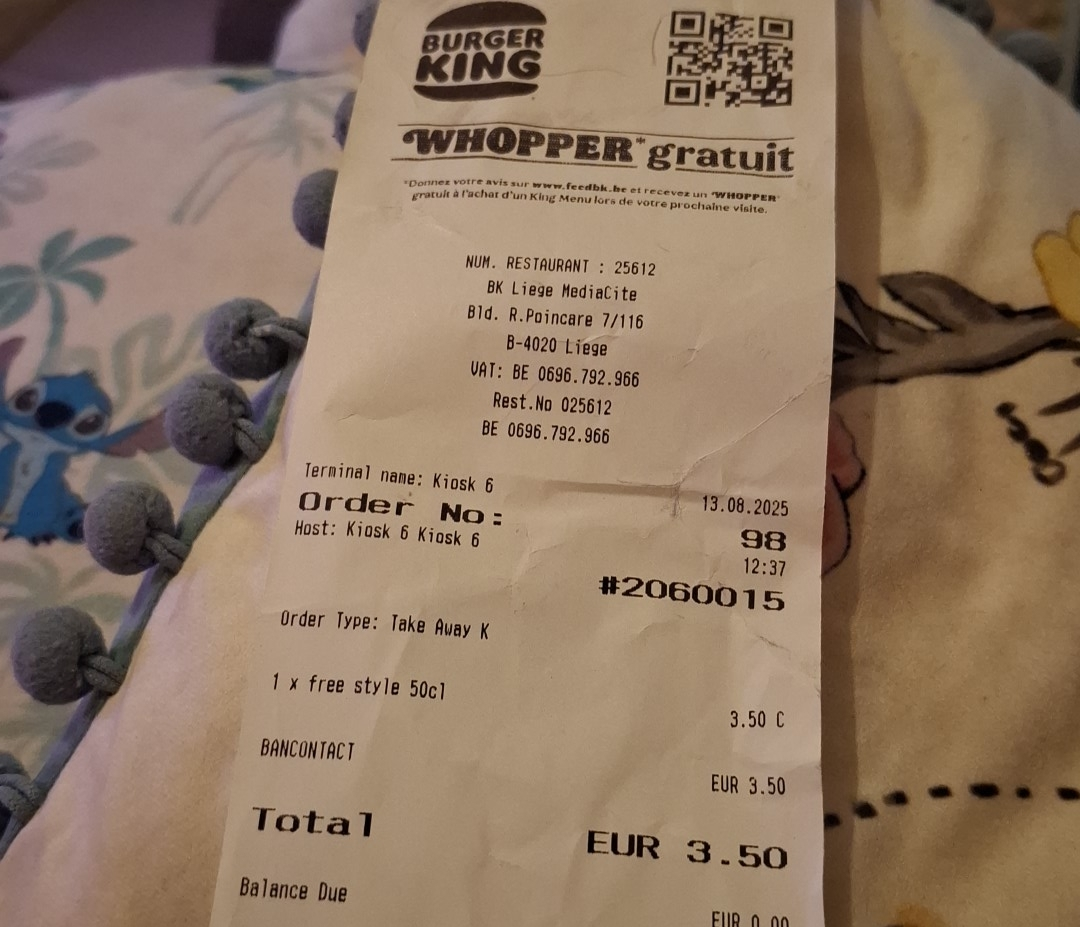 BURGER
KING
WHOPPER* gratuit
*Donnez votre avis sur www.feedbk.be et recevez un WHOPPER
gratuit à l'achat d'un King Menu lors de votre prochaine visite.
NUM. RESTAURANT : 25612
BK Liege MediaCite
Bld. R.Poincare 7/116
B-4020 Liege
VAT: BE 0696.792.966
Rest.No 025612
BE 0696.792.966
Terminal name: Kiosk 6 13.08.2025
Order No: 98
Host: Kiosk 6 Kiosk 6 12:37
#2060015
Order Type: Take Away K
1 x free style 50cl 3.50 C
BANCONTACT EUR 3.50
Total EUR 3.50
Balance Due EUR 0.00